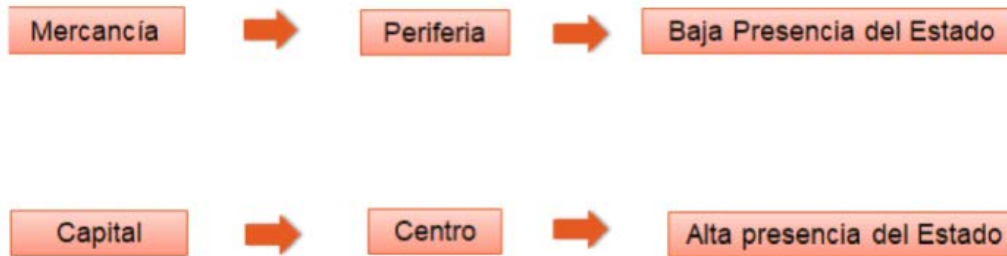 Mercancía
Periferia
Baja Presencia del Estado
Capital
Centro
Alta presencia del Estado